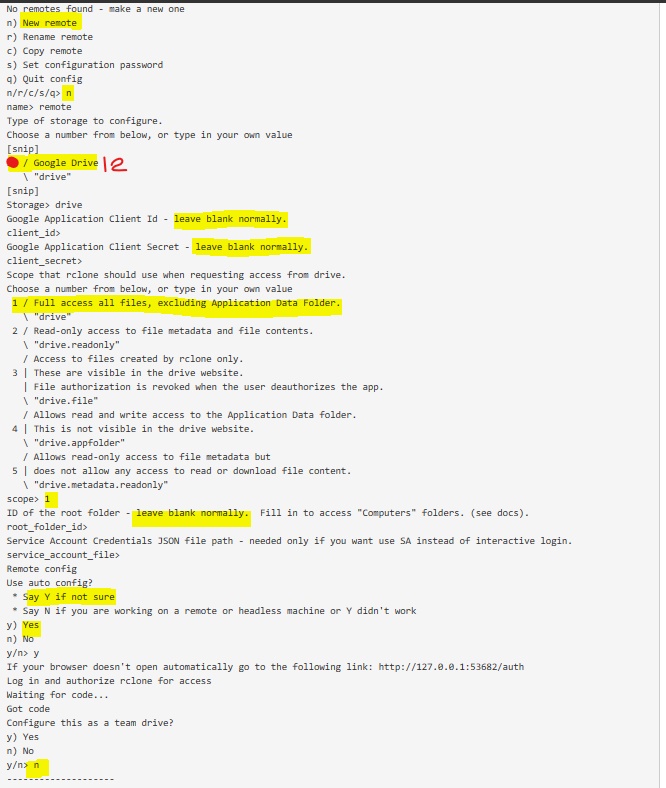 No remotes found - make a new one
n) New remote
r) Rename remote
c) Copy remote
s) Set configuration password
q) Quit config
n/r/c/s/q> n
name> remote
Type of storage to configure.
Choose a number from below, or type in your own value
[snip]
/ Google Drive 12
\ "drive"
[snip]
Storage> drive
Google Application Client Id - leave blank normally.
client_id>
Google Application Client Secret - leave blank normally.
client_secret>
Scope that rclone should use when requesting access from drive.
Choose a number from below, or type in your own value
1 / Full access all files, excluding Application Data Folder.
\ "drive"
2 / Read-only access to file metadata and file contents.
\ "drive.readonly"
/ Access to files created by rclone only.
3 | These are visible in the drive website.
| File authorization is revoked when the user deauthorizes the app.
\ "drive.file"
/ Allows read and write access to the Application Data folder.
4 | This is not visible in the drive website.
\ "drive.appfolder"
/ Allows read-only access to file metadata but
5 | does not allow any access to read or download file content.
\ "drive.metadata.readonly"
scope> 1
ID of the root folder - leave blank normally.  Fill in to access "Computers" folders. (see docs).
root_folder_id>
Service Account Credentials JSON file path - needed only if you want use SA instead of interactive login.
service_account_file>
Remote config
Use auto config?
* Say Y if not sure
* Say N if you are working on a remote or headless machine or Y didn't work
y) Yes
n) No
y/n> y
If your browser doesn't open automatically go to the following link: http://127.0.0.1:53682/auth
Log in and authorize rclone for access
Waiting for code...
Got code
Configure this as a team drive?
y) Yes
n) No
y/n> n
--------------------